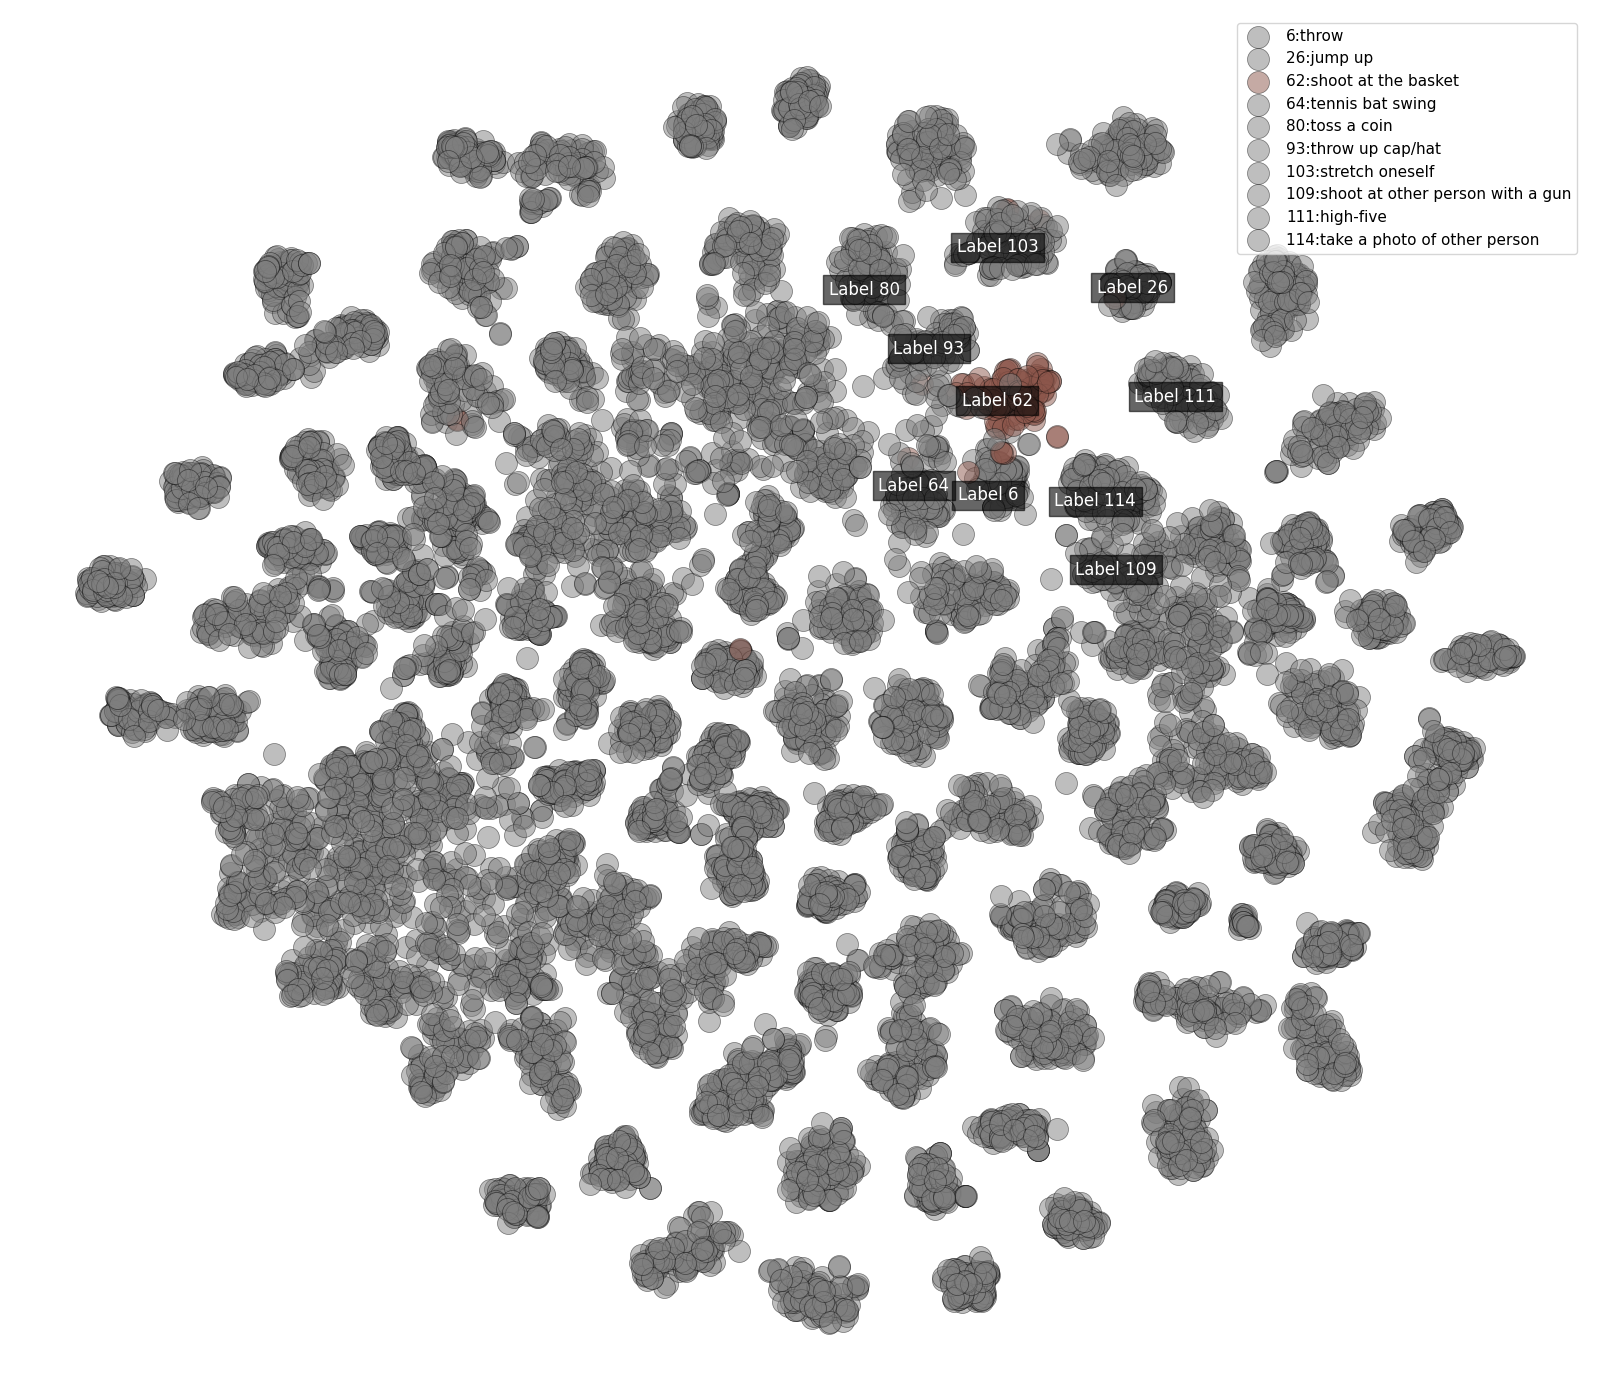 6:throw
26:jump up
62:shoot at the basket
64:tennis bat swing
80:toss a coin
93:throw up cap/hat
103:stretch oneself
109:shoot at other person with a gun
111:high-five
114:take a photo of other person
Label 103
Label 80
Label 26
Label 93
Label 62
Label 111
Label 64
Label 6
Label 114
Label 109